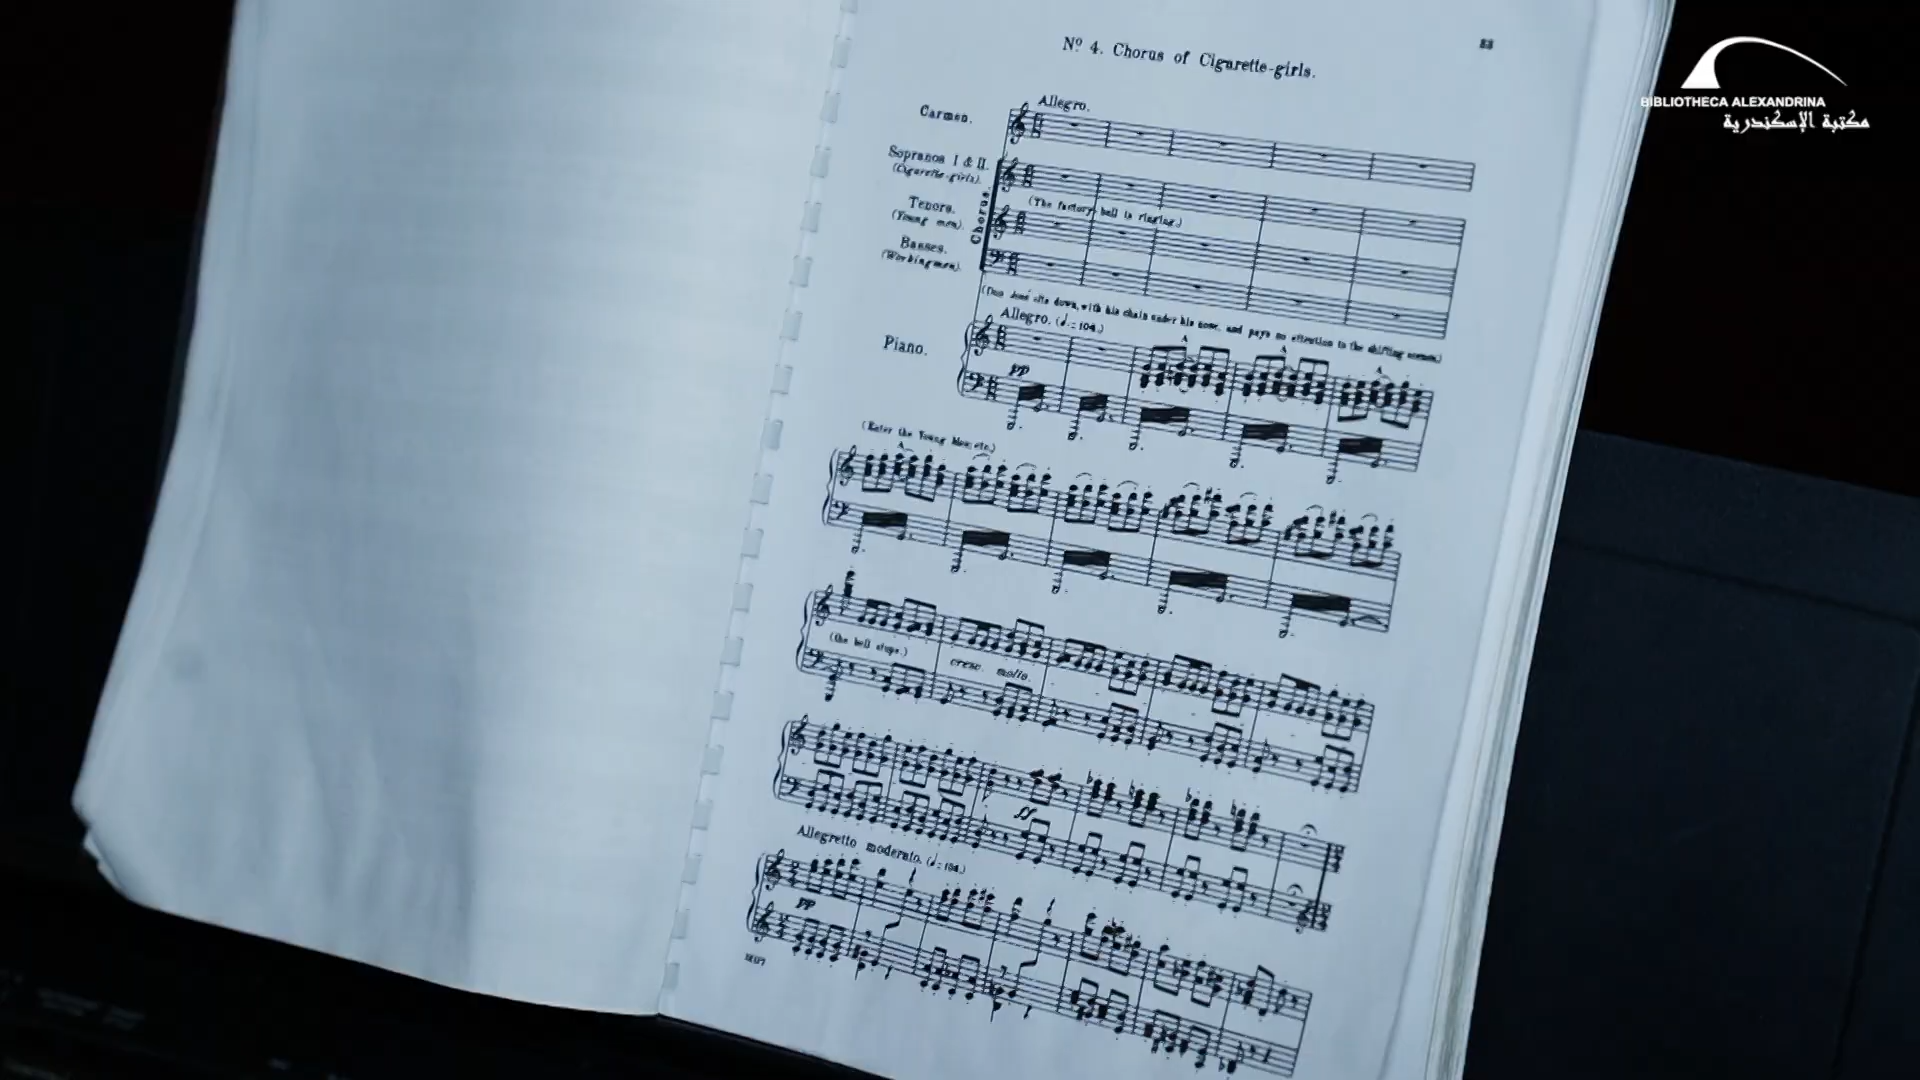 Nº 4. Chorus of Cigarette-girls.
BIBLIOTHECA ALEXANDRINA
مكتبة الإسكندرية
Allegro.
Carmen.
Sopranos I & II.
(Cigarette-girls).
(The factory-bell is ringing.)
Tenors.
(Young men).
Chorus.
Basses.
(Workingmen).
(Don José sits down, with his chain under his nose, and pays no attention to the shifting scenes.)
Allegro. (♩. = 104.)
Piano.
pp
(Enter the Young Men, etc.)
(the bell stops.)
cresc. molto.
ff
Allegretto moderato. (♩ = 104.)
pp